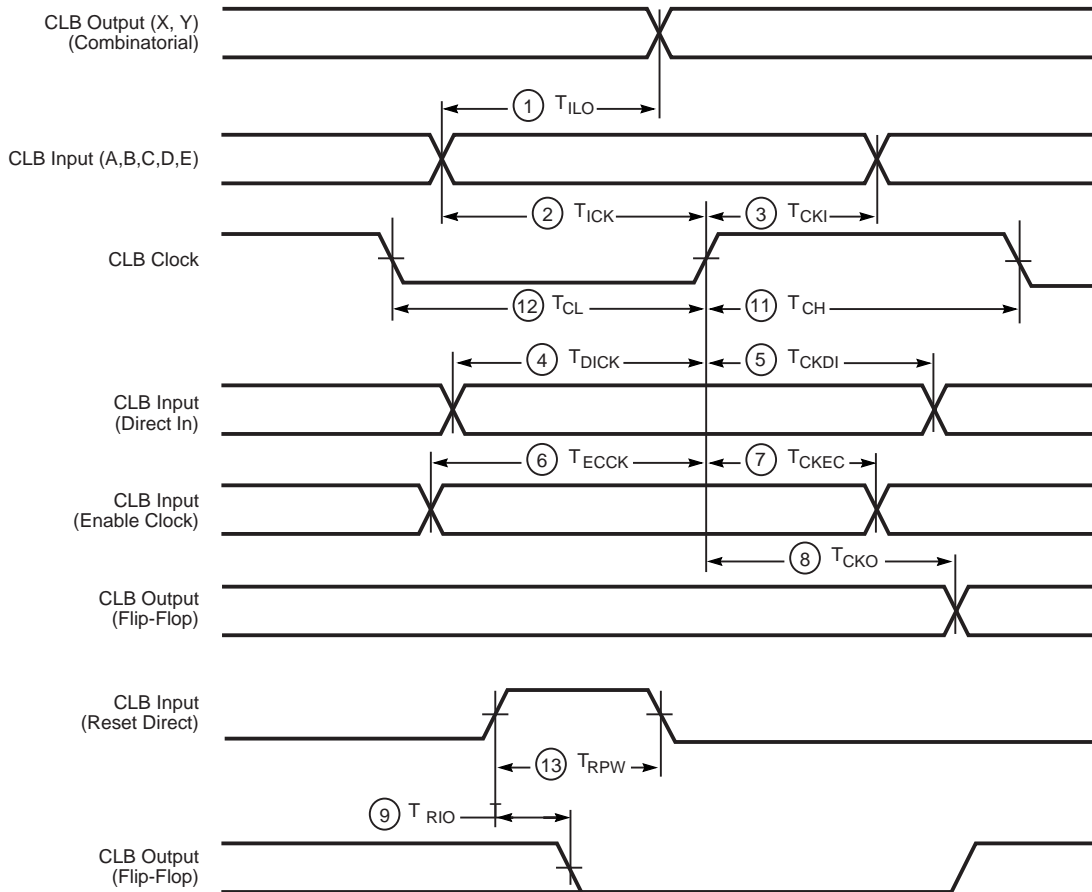 CLB Output (X, Y)
(Combinatorial)
1 TILO
CLB Input (A,B,C,D,E)
2 TICK
3 TCKI
CLB Clock
12 TCL
11 TCH
4 TDICK
5 TCKDI
CLB Input
(Direct In)
6 TECCK
7 TCKEC
CLB Input
(Enable Clock)
8 TCKO
CLB Output
(Flip-Flop)
CLB Input
(Reset Direct)
13 TRPW
9 T RIO
T
CLB Output
(Flip-Flop)